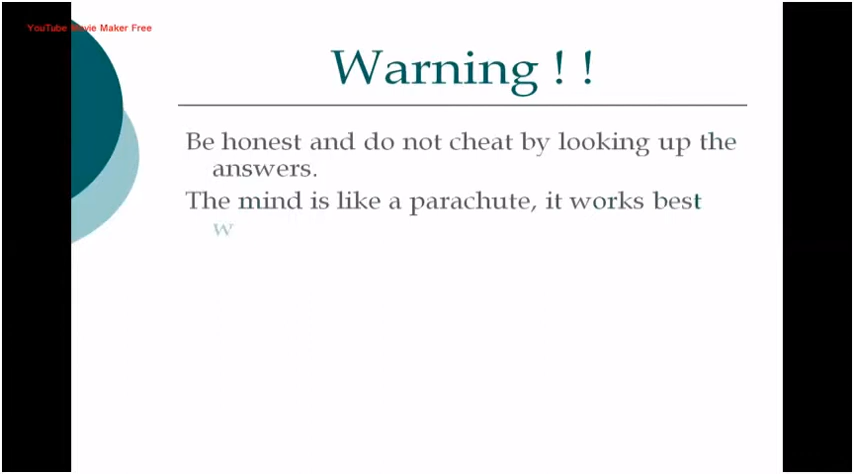 YouTube Movie Maker Free
Warning ! !
Be honest and do not cheat by looking up the
answers.
The mind is like a parachute, it works best
w